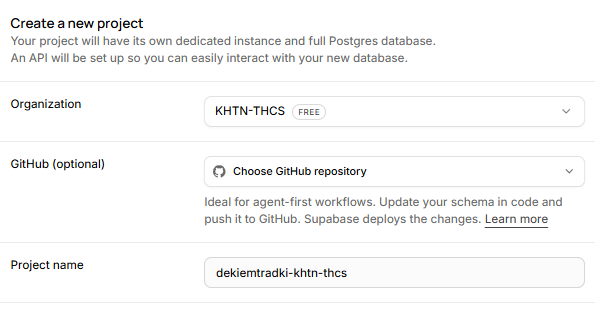 Create a new project
Your project will have its own dedicated instance and full Postgres database.
An API will be set up so you can easily interact with your new database.
Organization
KHTN-THCS FREE
GitHub (optional)
Choose GitHub repository
Ideal for agent-first workflows. Update your schema in code and
push it to GitHub. Supabase deploys the changes. Learn more
Project name
dekiemtradki-khtn-thcs